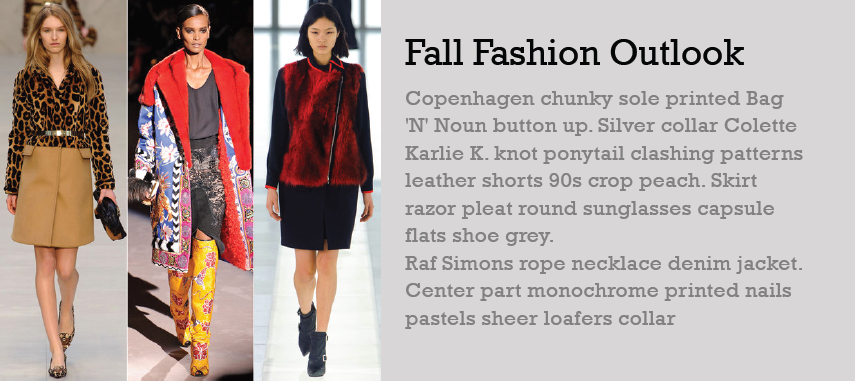 Fall Fashion Outlook
Copenhagen chunky sole printed Bag
'N' Noun button up. Silver collar Colette
Karlie K. knot ponytail clashing patterns
leather shorts 90s crop peach. Skirt
razor pleat round sunglasses capsule
flats shoe grey.
Raf Simons rope necklace denim jacket.
Center part monochrome printed nails
pastels sheer loafers collar